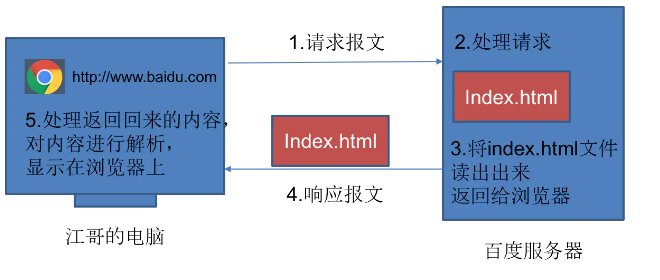 1.请求报文
2.处理请求
http://www.baidu.com
Index.html
5.处理返回回来的内容，
对内容进行解析，
显示在浏览器上
Index.html
3.将index.html文件
读出出来
返回给浏览器
4.响应报文
江哥的电脑
百度服务器